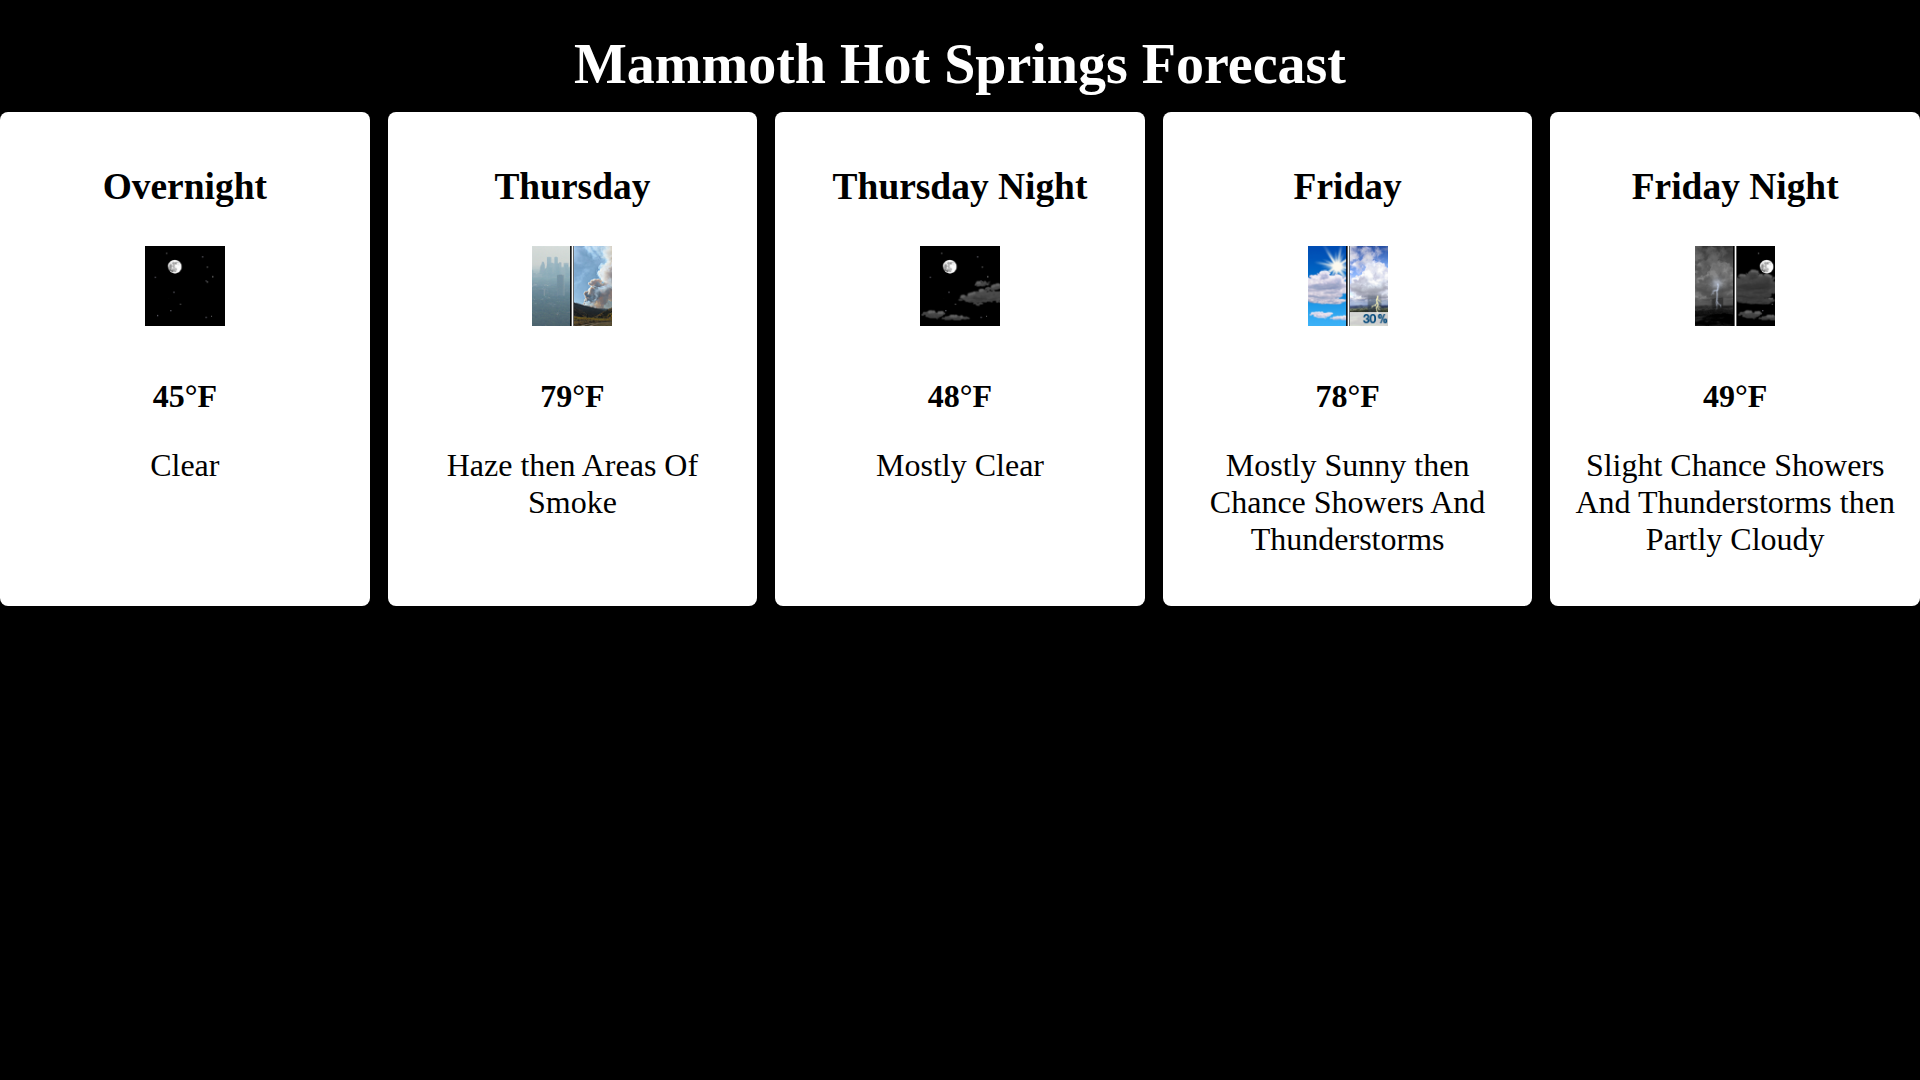 Mammoth Hot Springs Forecast
Overnight
45°F
Clear
Thursday
79°F
Haze then Areas Of
Smoke
Thursday Night
48°F
Mostly Clear
Friday
30%
78°F
Mostly Sunny then
Chance Showers And
Thunderstorms
Friday Night
49°F
Slight Chance Showers
And Thunderstorms then
Partly Cloudy